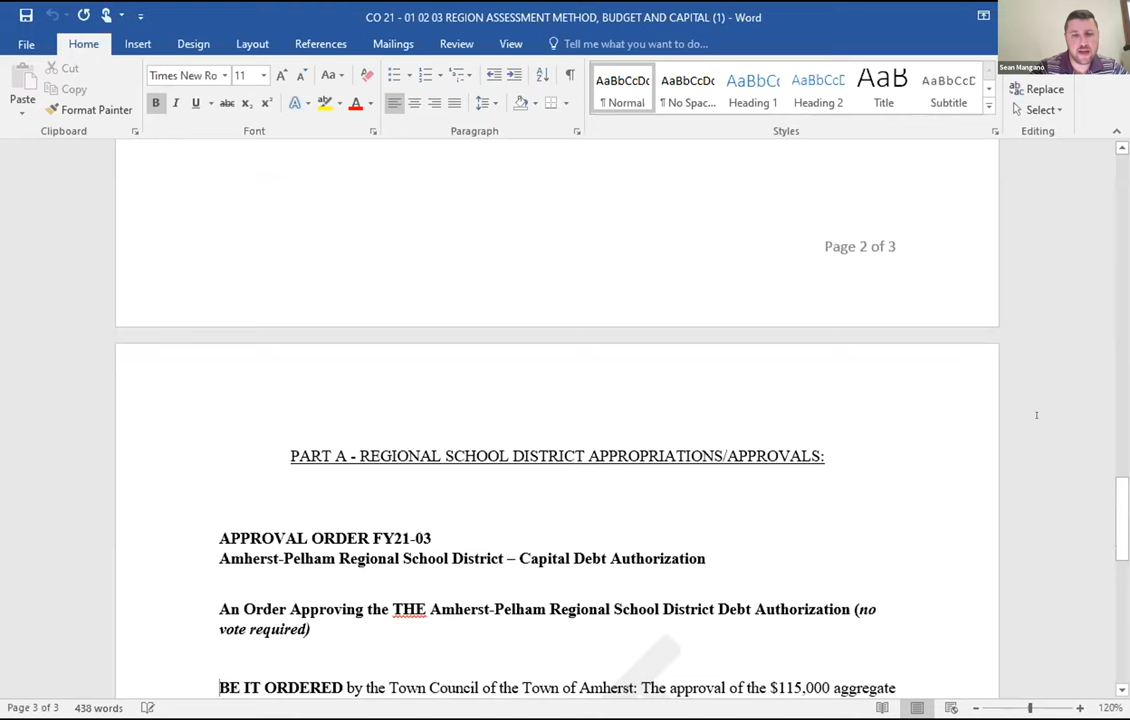 CO 21 - 01 02 03 REGION ASSESSMENT METHOD, BUDGET AND CAPITAL (1) - Word
Sean Mangano
File Home Insert Design Layout References Mailings Review View Tell me what you want to do...
Paste
Cut
Copy
Format Painter
Clipboard
Times New Ro 11
Aa
B I U abc x₂ x²
Font
Paragraph
AaBbCcDc AaBbCcDc AaBbCc AaBbCcD AaB AaBbCcD
¶ Normal ¶ No Spac... Heading 1 Heading 2 Title Subtitle
Styles
Replace
Select
Editing
Page 2 of 3
PART A - REGIONAL SCHOOL DISTRICT APPROPRIATIONS/APPROVALS:
APPROVAL ORDER FY21-03
Amherst-Pelham Regional School District – Capital Debt Authorization
An Order Approving the THE Amherst-Pelham Regional School District Debt Authorization (no
vote required)
BE IT ORDERED by the Town Council of the Town of Amherst: The approval of the $115,000 aggregate
Page 3 of 3 438 words 120%